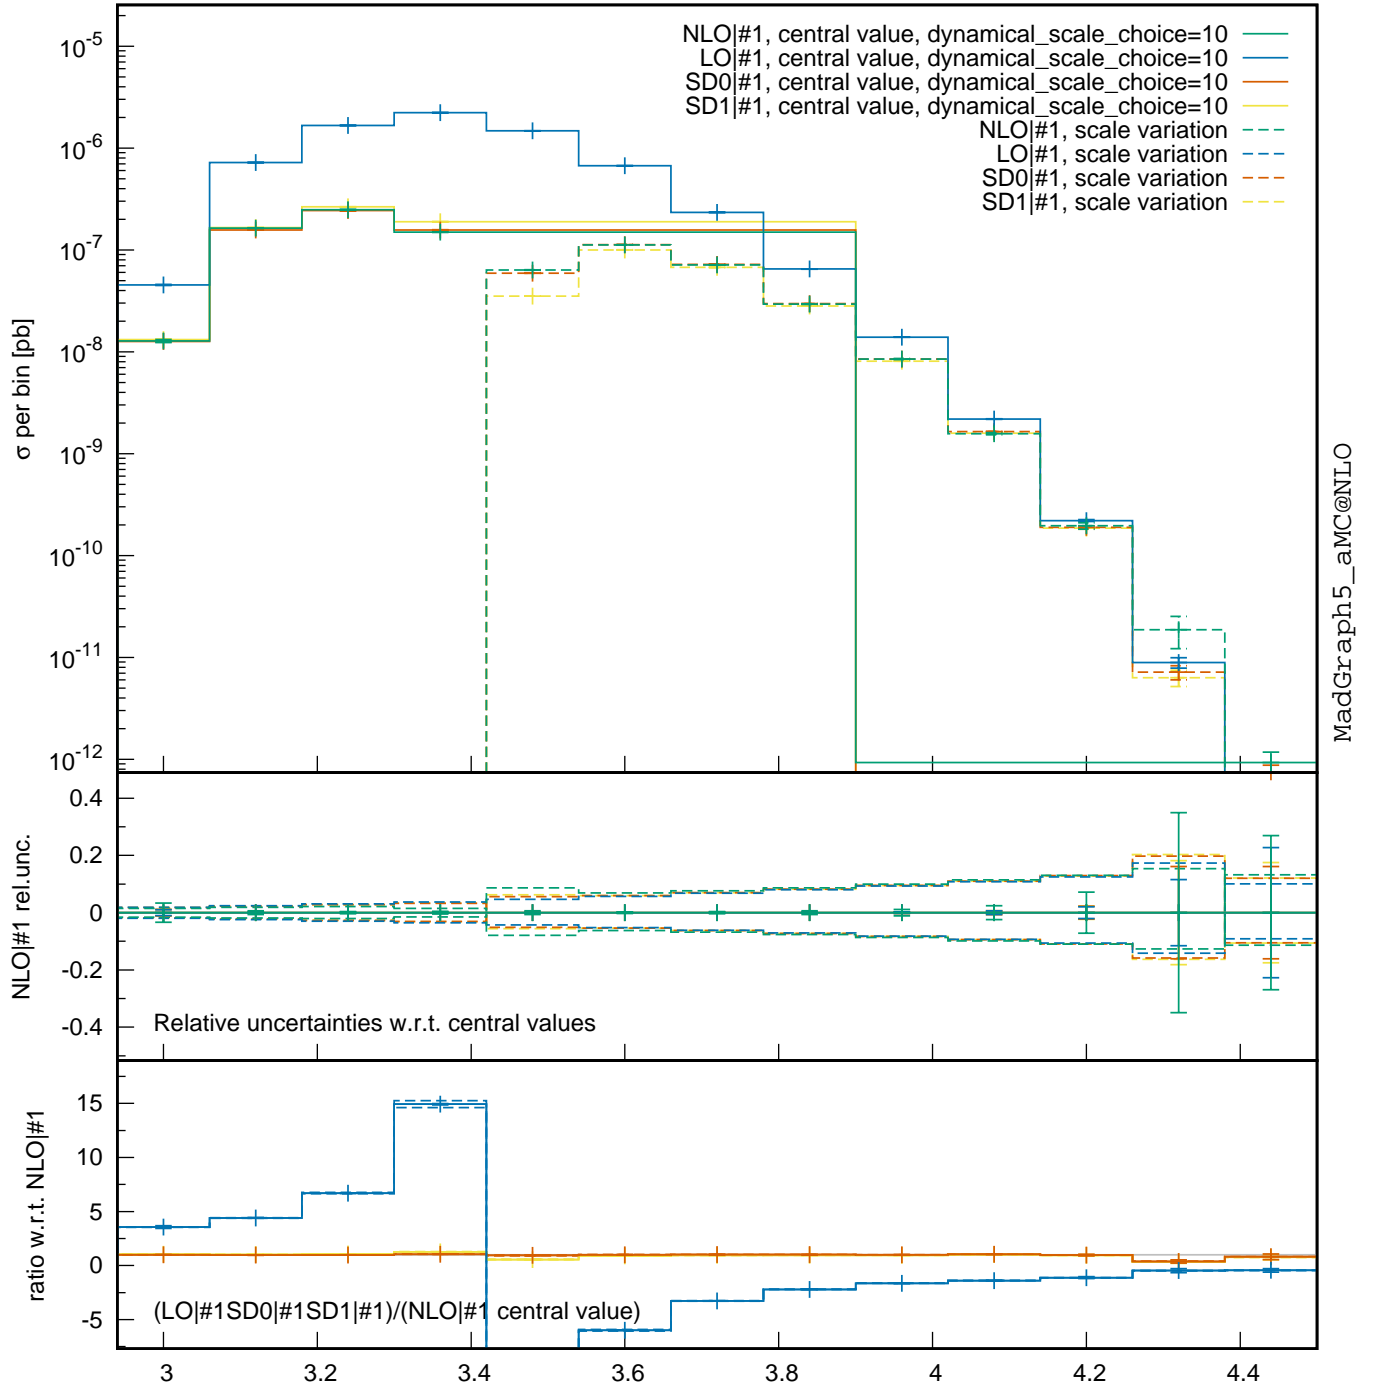 NLO|#1, central value, dynamical_scale_choice=10
LO|#1, central value, dynamical_scale_choice=10
SD0|#1, central value, dynamical_scale_choice=10
SD1|#1, central value, dynamical_scale_choice=10
NLO|#1, scale variation
LO|#1, scale variation
SD0|#1, scale variation
SD1|#1, scale variation
10⁻⁵
10⁻⁶
10⁻⁷
10⁻⁸
10⁻⁹
10⁻¹⁰
10⁻¹¹
10⁻¹²
σ per bin [pb]
MadGraph5_aMC@NLO
0.4
0.2
0
-0.2
-0.4
NLO|#1 rel.unc.
Relative uncertainties w.r.t. central values
15
10
5
0
-5
ratio w.r.t. NLO|#1
(LO|#1SD0|#1SD1|#1)/(NLO|#1 central value)
3 3.2 3.4 3.6 3.8 4 4.2 4.4